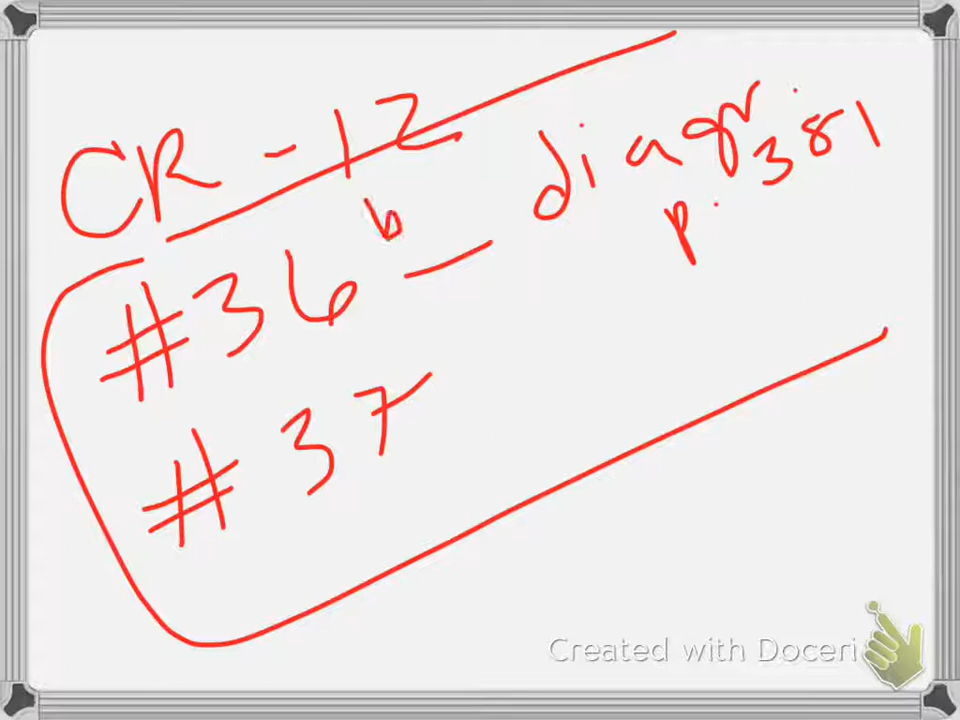 CR - 12
#36 b - diagr
p. 381
#37
Created with Doceri